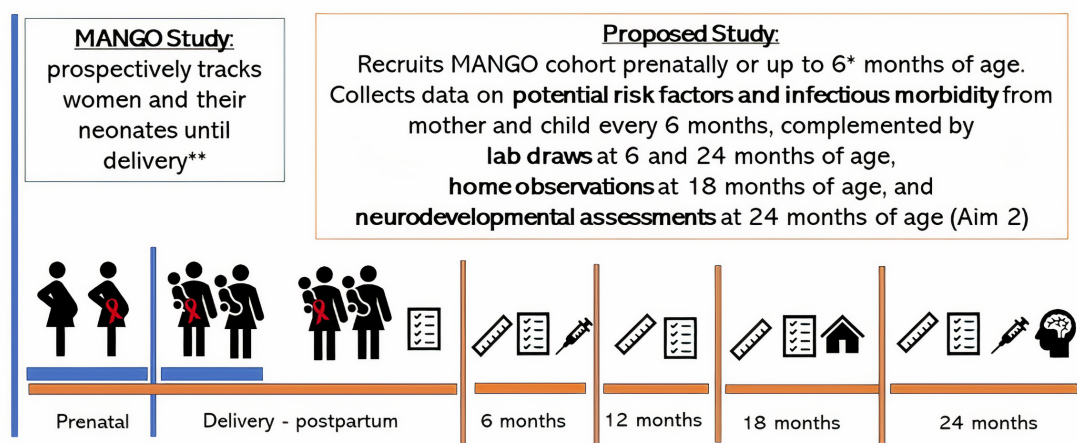 MANGO Study:
prospectively tracks
women and their
neonates until
delivery**
Proposed Study:
Recruits MANGO cohort prenatally or up to 6* months of age.
Collects data on potential risk factors and infectious morbidity from
mother and child every 6 months, complemented by
lab draws at 6 and 24 months of age,
home observations at 18 months of age, and
neurodevelopmental assessments at 24 months of age (Aim 2)
Prenatal
Delivery - postpartum
6 months
12 months
18 months
24 months